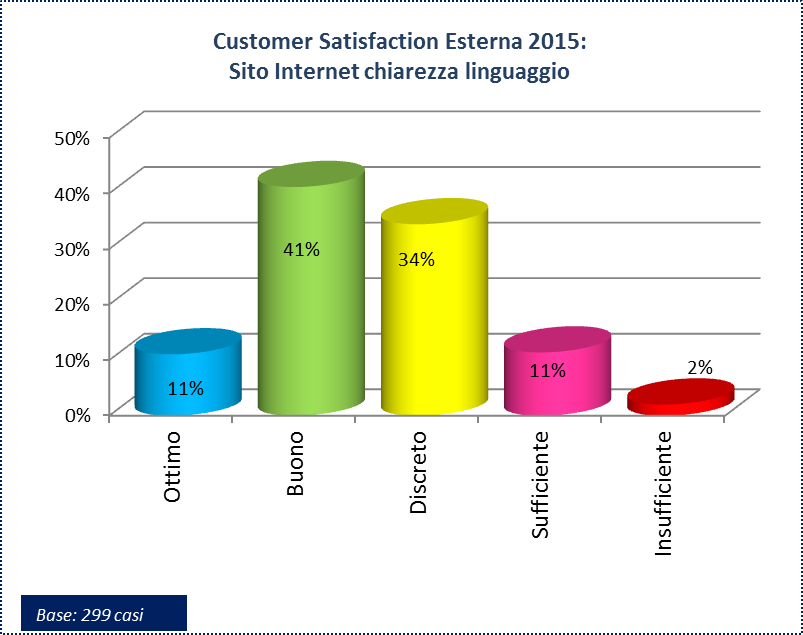 Customer Satisfaction Esterna 2015:
Sito Internet chiarezza linguaggio
50%
40%
30%
20%
10%
0%
11%
41%
34%
11%
2%
Ottimo
Buono
Discreto
Sufficiente
Insufficiente
Base: 299 casi